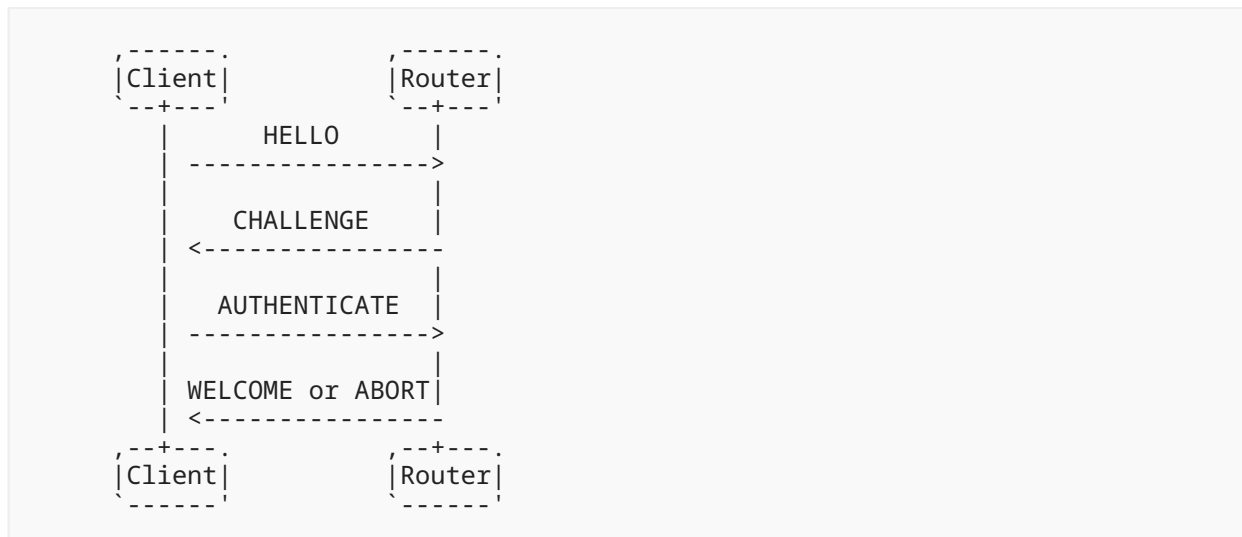 ,------.          ,------.
|Client|          |Router|
`--+---'          `--+---'
   |      HELLO      |
   | ---------------->
   |                 |
   |    CHALLENGE    |
   | <----------------
   |                 |
   |   AUTHENTICATE  |
   | ---------------->
   |                 |
   | WELCOME or ABORT|
   | <----------------
,--+---.          ,--+---.
|Client|          |Router|
`------'          `------'